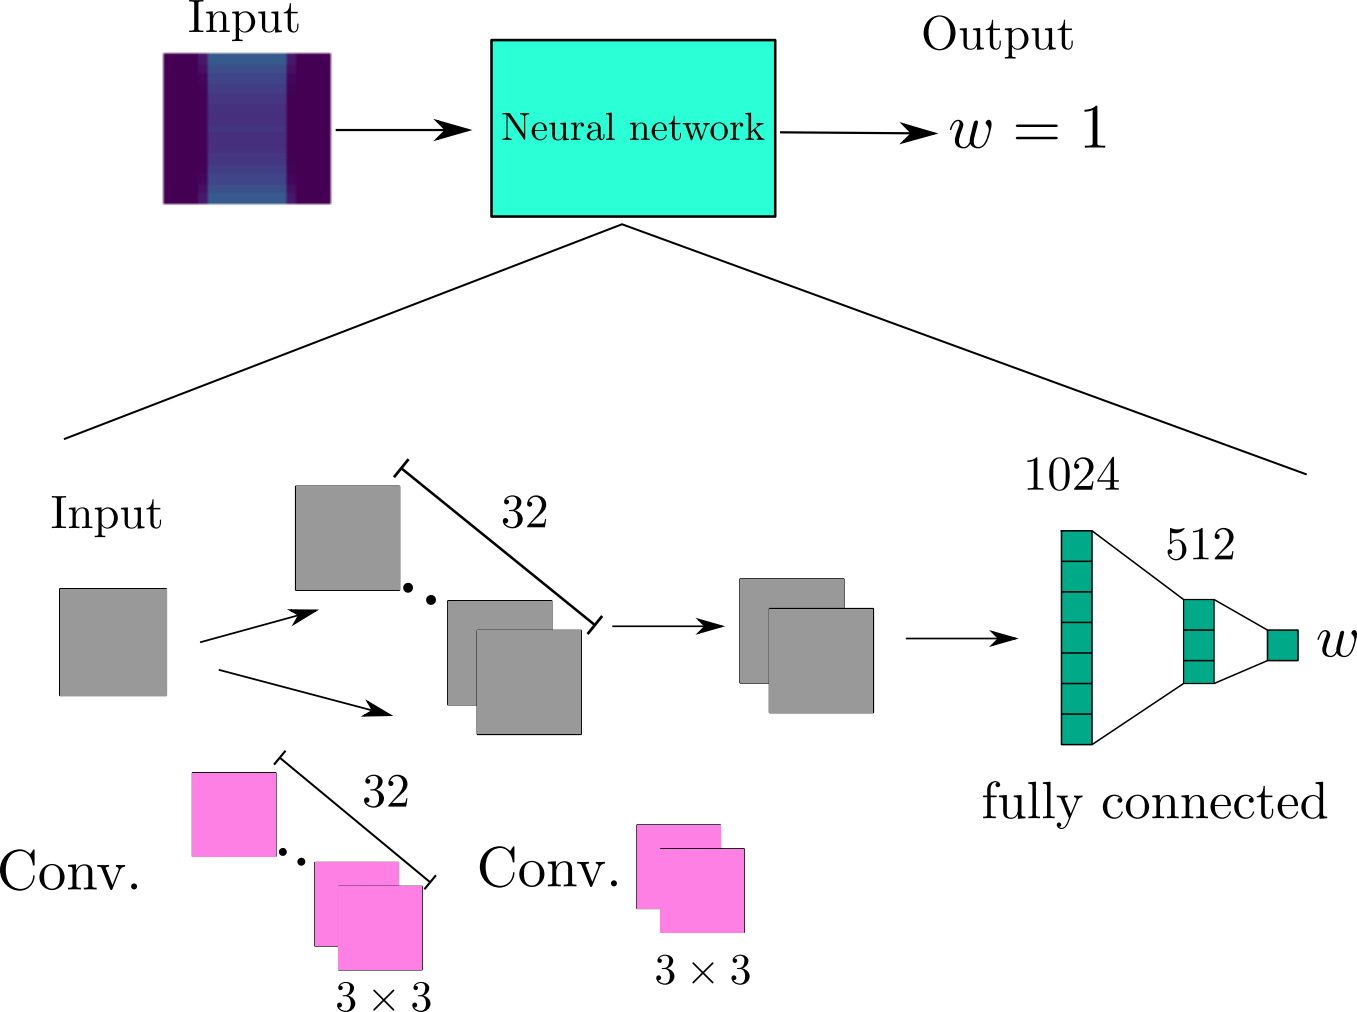 Input
Output
Neural network
w = 1
1024
32
Input
512
w
32
fully connected
Conv.
Conv.
3 × 3
3 × 3